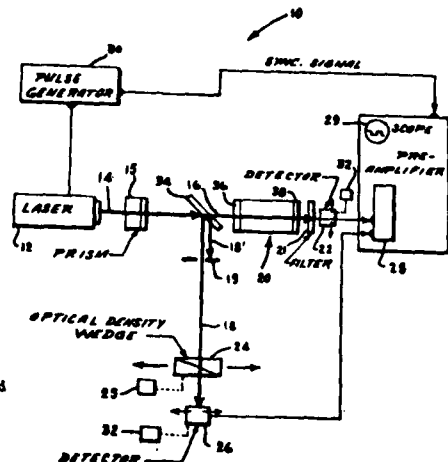 10
30
SYNC. SIGNAL
PULSE
GENERATOR
29
SCOPE
PRE-
AMPLIFIER
DETECTOR
32
14
15
34
16
36
38
LASER
12
PRISM
18'
19
20
21
22
FILTER
28
18
OPTICAL DENSITY
WEDGE
24
25
32
26
DETECTOR